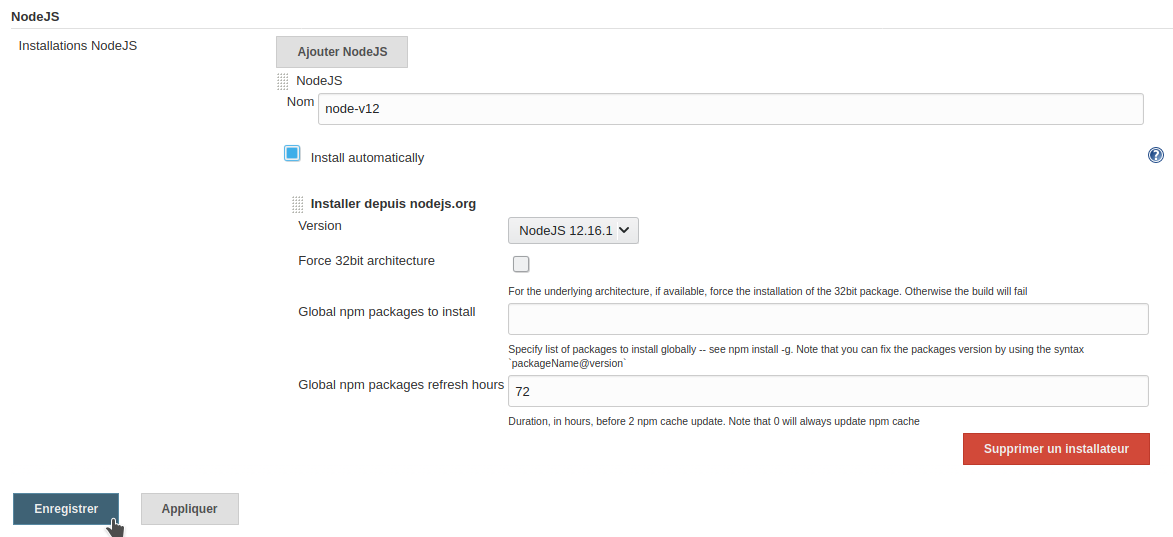 NodeJS
Installations NodeJS
Ajouter NodeJS
NodeJS
Nom
node-v12
Install automatically
?
Installer depuis nodejs.org
Version
NodeJS 12.16.1
Force 32bit architecture
For the underlying architecture, if available, force the installation of the 32bit package. Otherwise the build will fail
Global npm packages to install
Specify list of packages to install globally -- see npm install -g. Note that you can fix the packages version by using the syntax
`packageName@version`
Global npm packages refresh hours
72
Duration, in hours, before 2 npm cache update. Note that 0 will always update npm cache
Supprimer un installateur
Enregistrer
Appliquer